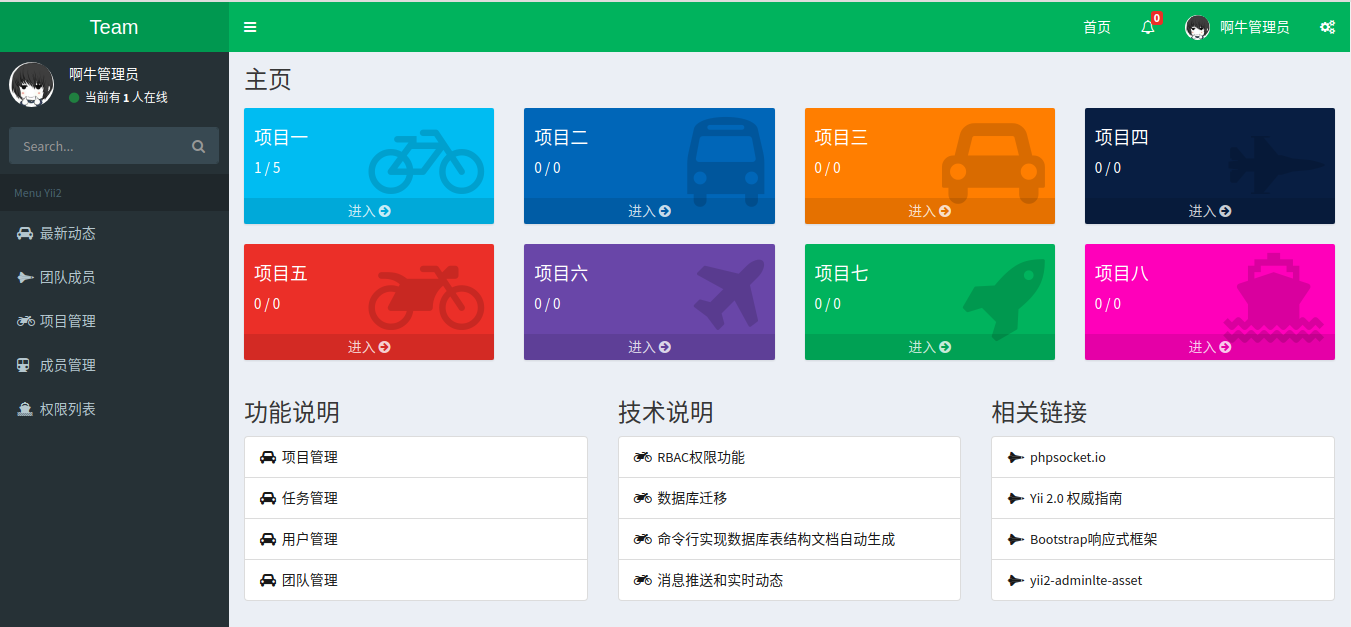 Team
首页
0
啊牛管理员
啊牛管理员
当前有 1 人在线
Search...
Menu Yii2
最新动态
团队成员
项目管理
成员管理
权限列表
主页
项目一
1 / 5
进入
项目二
0 / 0
进入
项目三
0 / 0
进入
项目四
0 / 0
进入
项目五
0 / 0
进入
项目六
0 / 0
进入
项目七
0 / 0
进入
项目八
0 / 0
进入
功能说明
项目管理
任务管理
用户管理
团队管理
技术说明
RBAC权限功能
数据库迁移
命令行实现数据库表结构文档自动生成
消息推送和实时动态
相关链接
phpsocket.io
Yii 2.0 权威指南
Bootstrap响应式框架
yii2-adminlte-asset